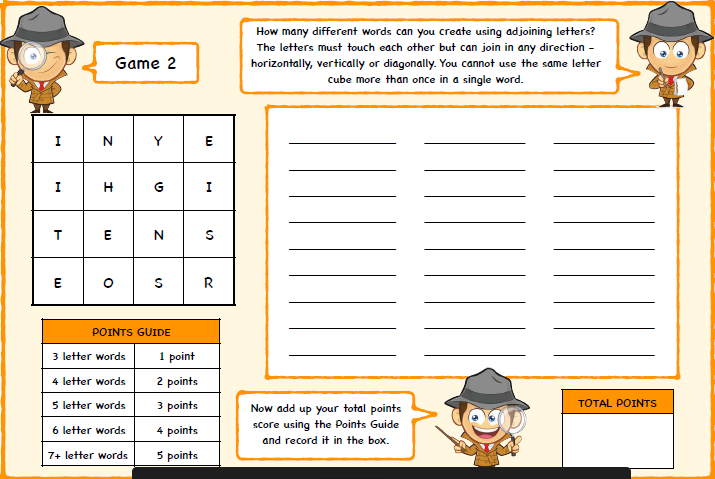 How many different words can you create using adjoining letters?
The letters must touch each other but can join in any direction –
horizontally, vertically or diagonally. You cannot use the same letter
cube more than once in a single word.
Game 2
I N Y E
I H G I
T E N S
E O S R
POINTS GUIDE
3 letter words 1 point
4 letter words 2 points
5 letter words 3 points
6 letter words 4 points
7+ letter words 5 points
Now add up your total points
score using the Points Guide
and record it in the box.
TOTAL POINTS